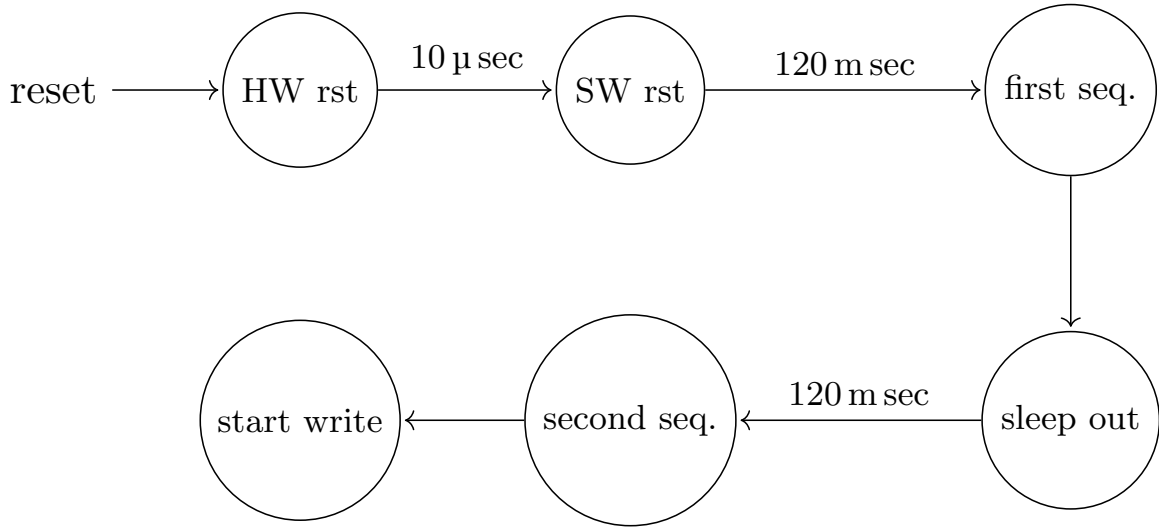 reset
HW rst
10 µ sec
SW rst
120 m sec
first seq.
start write
second seq.
120 m sec
sleep out